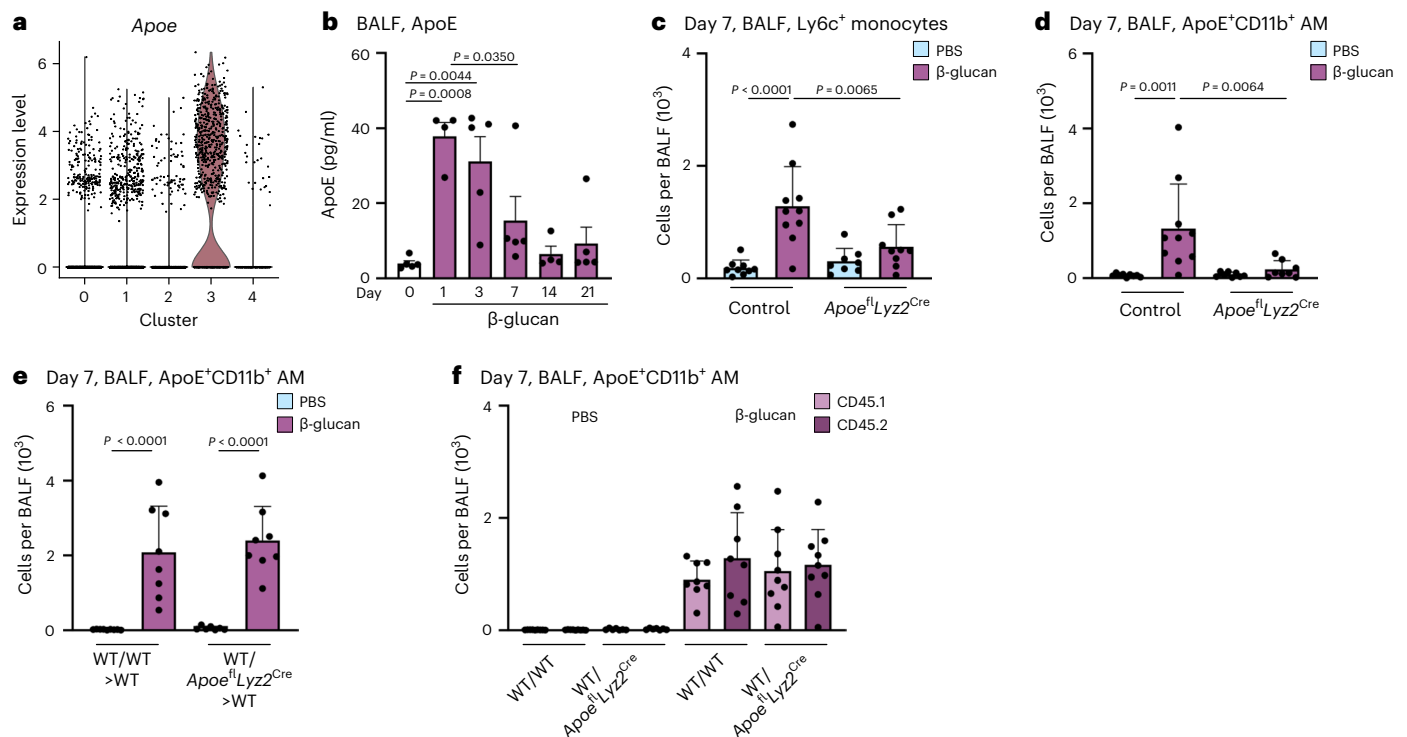 a
Apoe
Expression level
6
4
2
0
0 1 2 3 4
Cluster
b BALF, ApoE
ApoE (pg/ml)
60
40
20
0
P = 0.0350
P = 0.0044
P = 0.0008
Day 0 1 3 7 14 21
β-glucan
c Day 7, BALF, Ly6c⁺ monocytes
PBS
β-glucan
Cells per BALF (10³)
4
2
0
P < 0.0001
P = 0.0065
Control
ApoeᶠˡLyz2ᶜʳᵉ
d Day 7, BALF, ApoE⁺CD11b⁺ AM
PBS
β-glucan
Cells per BALF (10³)
6
4
2
0
P = 0.0011
P = 0.0064
Control
ApoeᶠˡLyz2ᶜʳᵉ
e Day 7, BALF, ApoE⁺CD11b⁺ AM
PBS
β-glucan
Cells per BALF (10³)
6
4
2
0
P < 0.0001
P < 0.0001
WT/WT
>WT
WT/
ApoeᶠˡLyz2ᶜʳᵉ
>WT
f Day 7, BALF, ApoE⁺CD11b⁺ AM
PBS
β-glucan
CD45.1
CD45.2
Cells per BALF (10³)
4
2
0
WT/WT
WT/
ApoeᶠˡLyz2ᶜʳᵉ
WT/WT
WT/
ApoeᶠˡLyz2ᶜʳᵉ